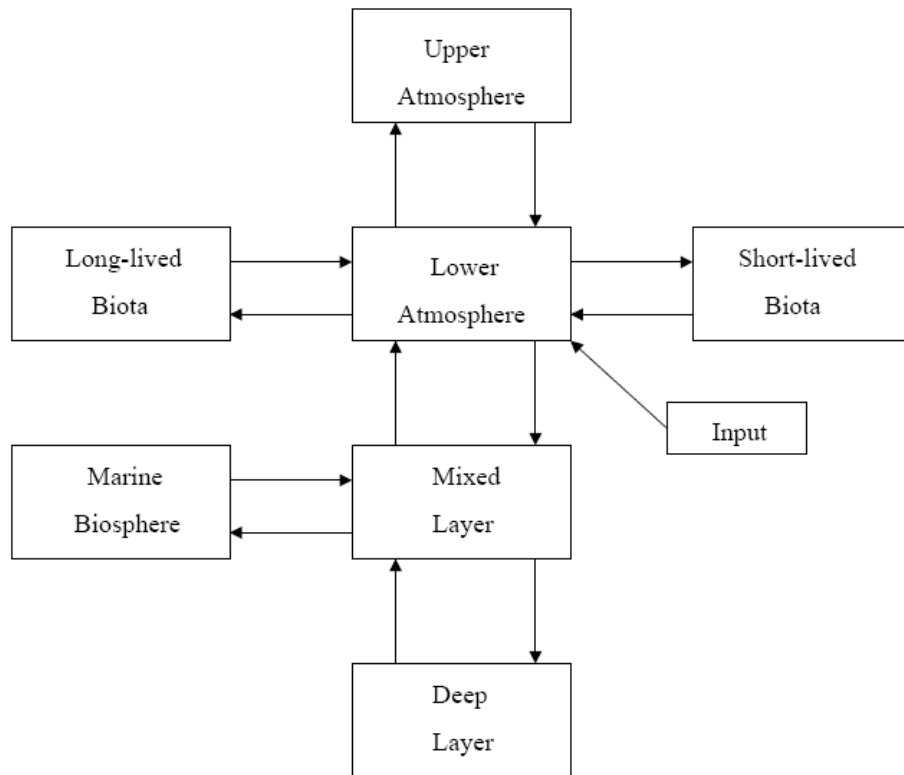 Upper
Atmosphere
Long-lived
Biota
Lower
Atmosphere
Short-lived
Biota
Input
Marine
Biosphere
Mixed
Layer
Deep
Layer